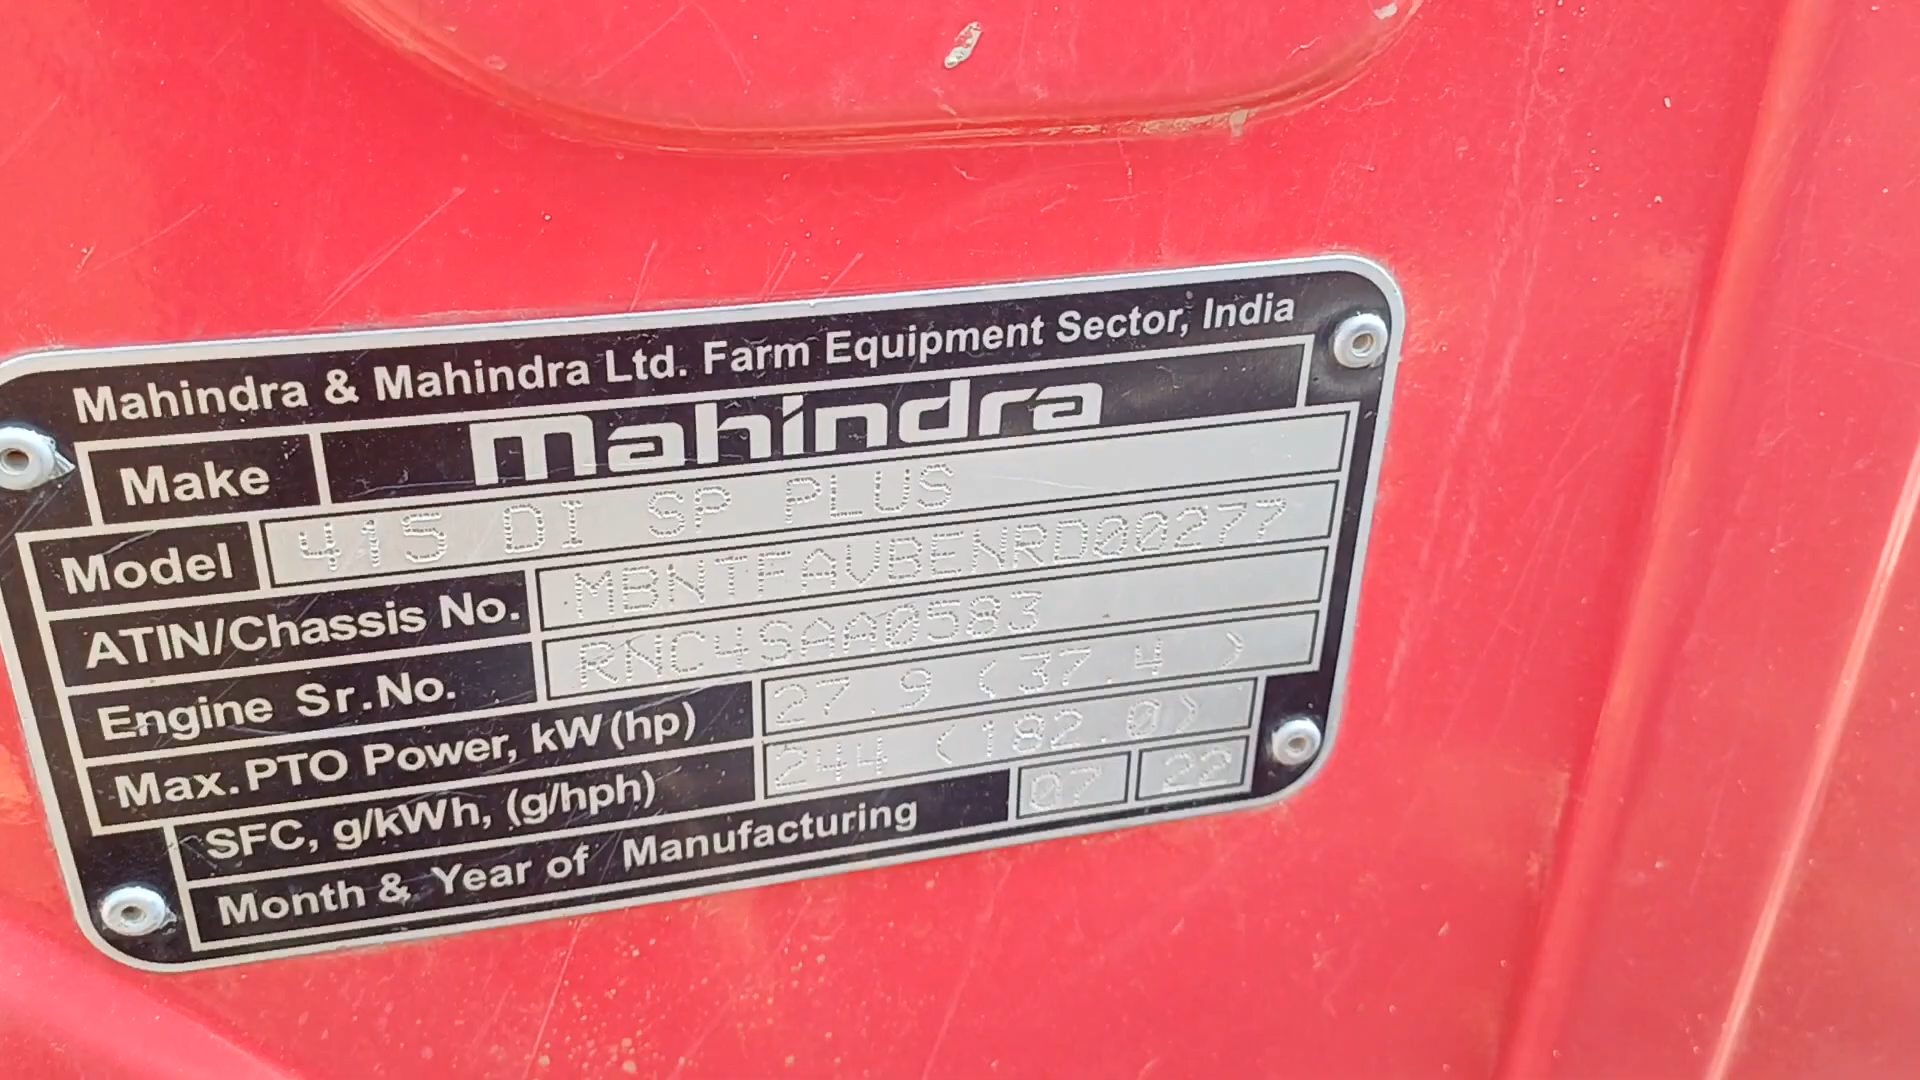 Mahindra & Mahindra Ltd. Farm Equipment Sector, India
Make mahindra
Model 415 DI SP PLUS
ATIN/Chassis No. MBNTFAVBENRD00277
Engine Sr.No. RNC4SAA0583
Max.PTO Power, kW(hp) 27.9 (37.4 )
SFC, g/kWh, (g/hph) 244 (182.0)
Month & Year of Manufacturing 07 22